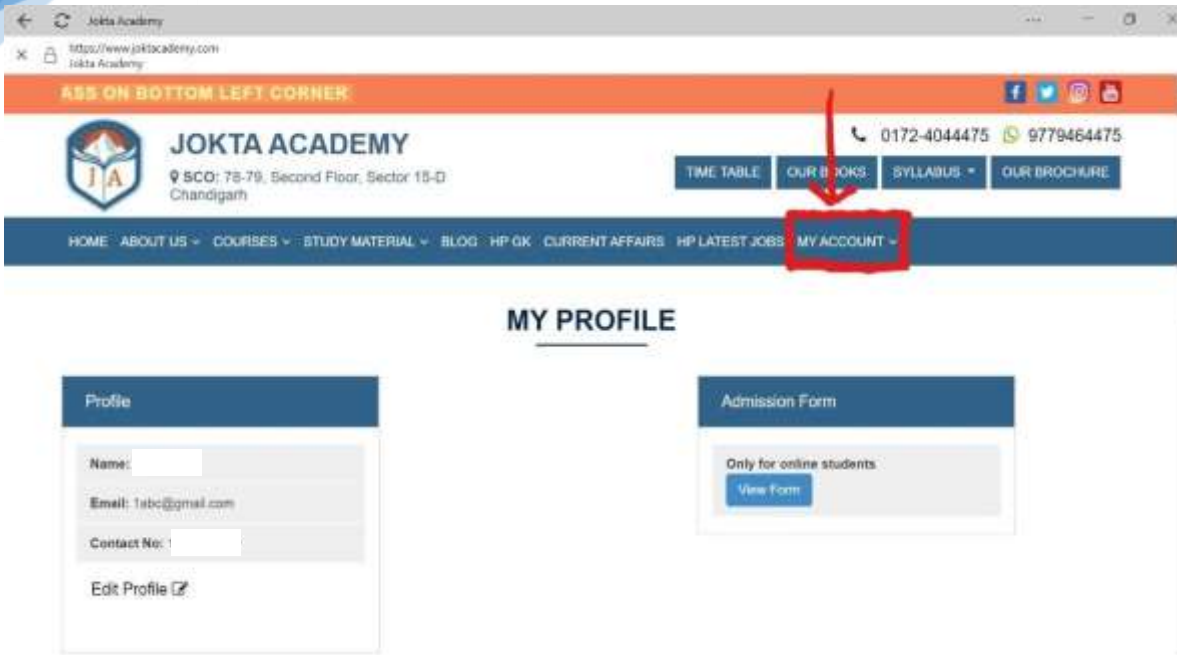 Jokta Academy
https://www.joktacademy.com
Jokta Academy
ASS ON BOTTOM LEFT CORNER
JA
JOKTA ACADEMY
SCO: 78-79, Second Floor, Sector 15-D
Chandigarh
0172-4044475 9779464475
TIME TABLE OUR BOOKS SYLLABUS OUR BROCHURE
HOME ABOUT US COURSES STUDY MATERIAL BLOG HP GK CURRENT AFFAIRS HP LATEST JOBS MY ACCOUNT
MY PROFILE
Profile
Name:
Email: 1abc@gmail.com
Contact No:
Edit Profile
Admission Form
Only for online students
View Form